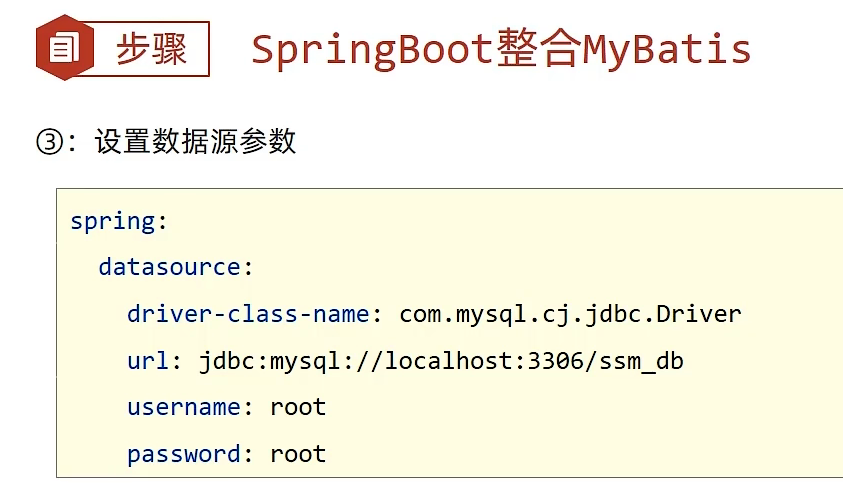 步骤
SpringBoot整合MyBatis
③：设置数据源参数
spring:
  datasource:
    driver-class-name: com.mysql.cj.jdbc.Driver
    url: jdbc:mysql://localhost:3306/ssm_db
    username: root
    password: root